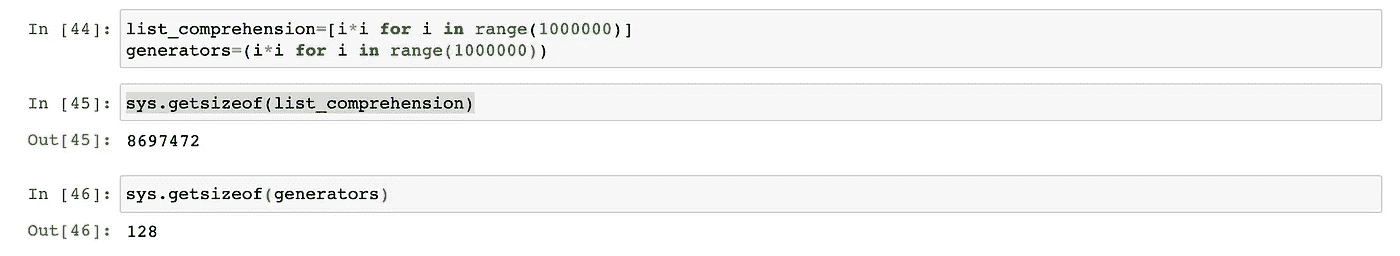 In [44]: list_comprehension=[i*i for i in range(1000000)]
generators=(i*i for i in range(1000000))
In [45]: sys.getsizeof(list_comprehension)
Out[45]: 8697472
In [46]: sys.getsizeof(generators)
Out[46]: 128